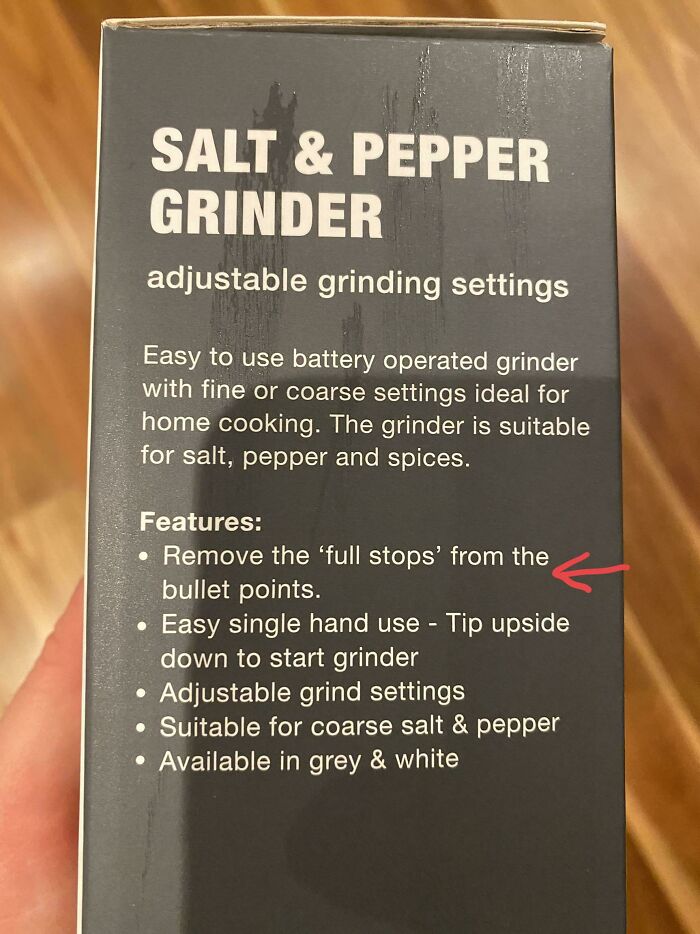 SALT & PEPPER
GRINDER
adjustable grinding settings
Easy to use battery operated grinder
with fine or coarse settings ideal for
home cooking. The grinder is suitable
for salt, pepper and spices.
Features:
• Remove the ‘full stops’ from the
bullet points.
• Easy single hand use - Tip upside
down to start grinder
• Adjustable grind settings
• Suitable for coarse salt & pepper
• Available in grey & white